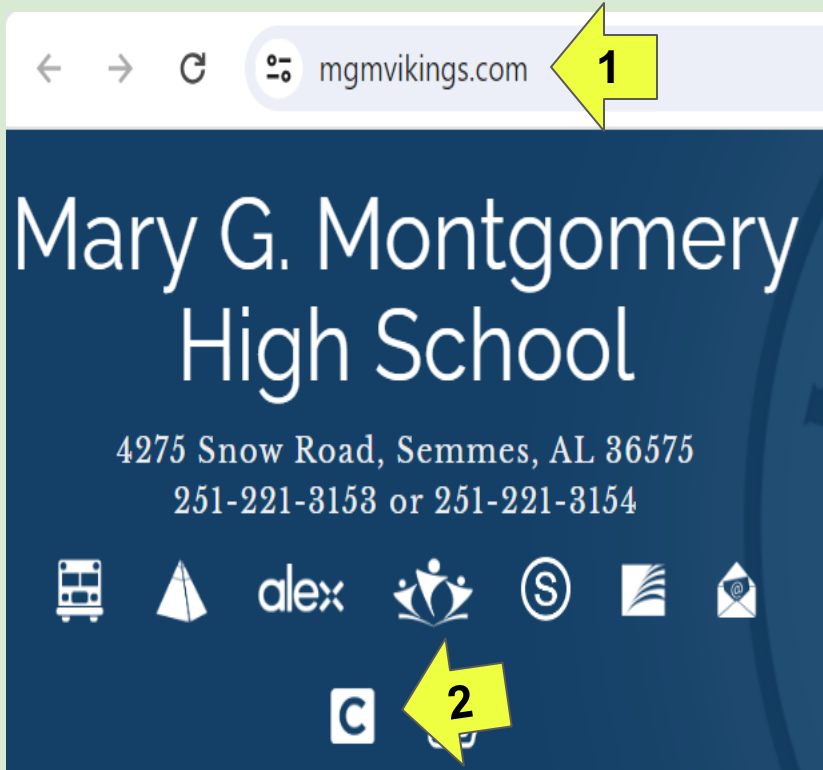 mgmvikings.com
1
Mary G. Montgomery
High School
4275 Snow Road, Semmes, AL 36575
251-221-3153 or 251-221-3154
alex
S
@
C
2